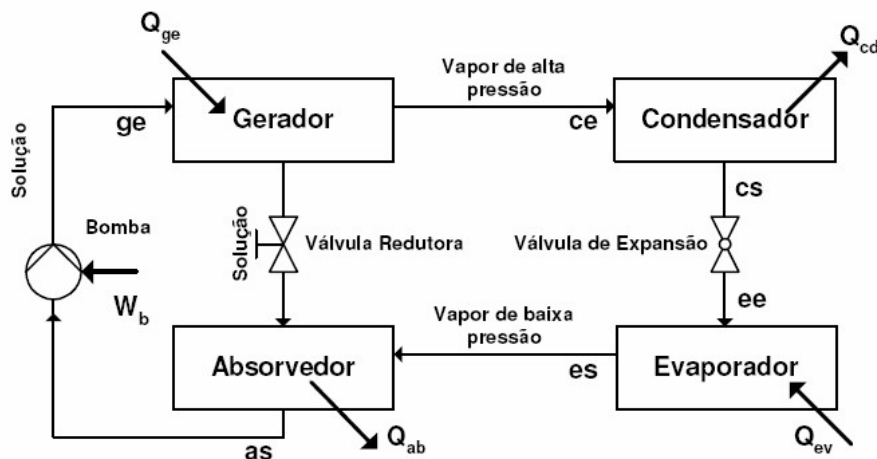 Q_ge
Q_cd
Vapor de alta
pressão
ge
Gerador
ce
Condensador
Solução
cs
Bomba
Solução
Válvula Redutora
Válvula de Expansão
W_b
ee
Vapor de baixa
pressão
Absorvedor
es
Evaporador
as
Q_ab
Q_ev